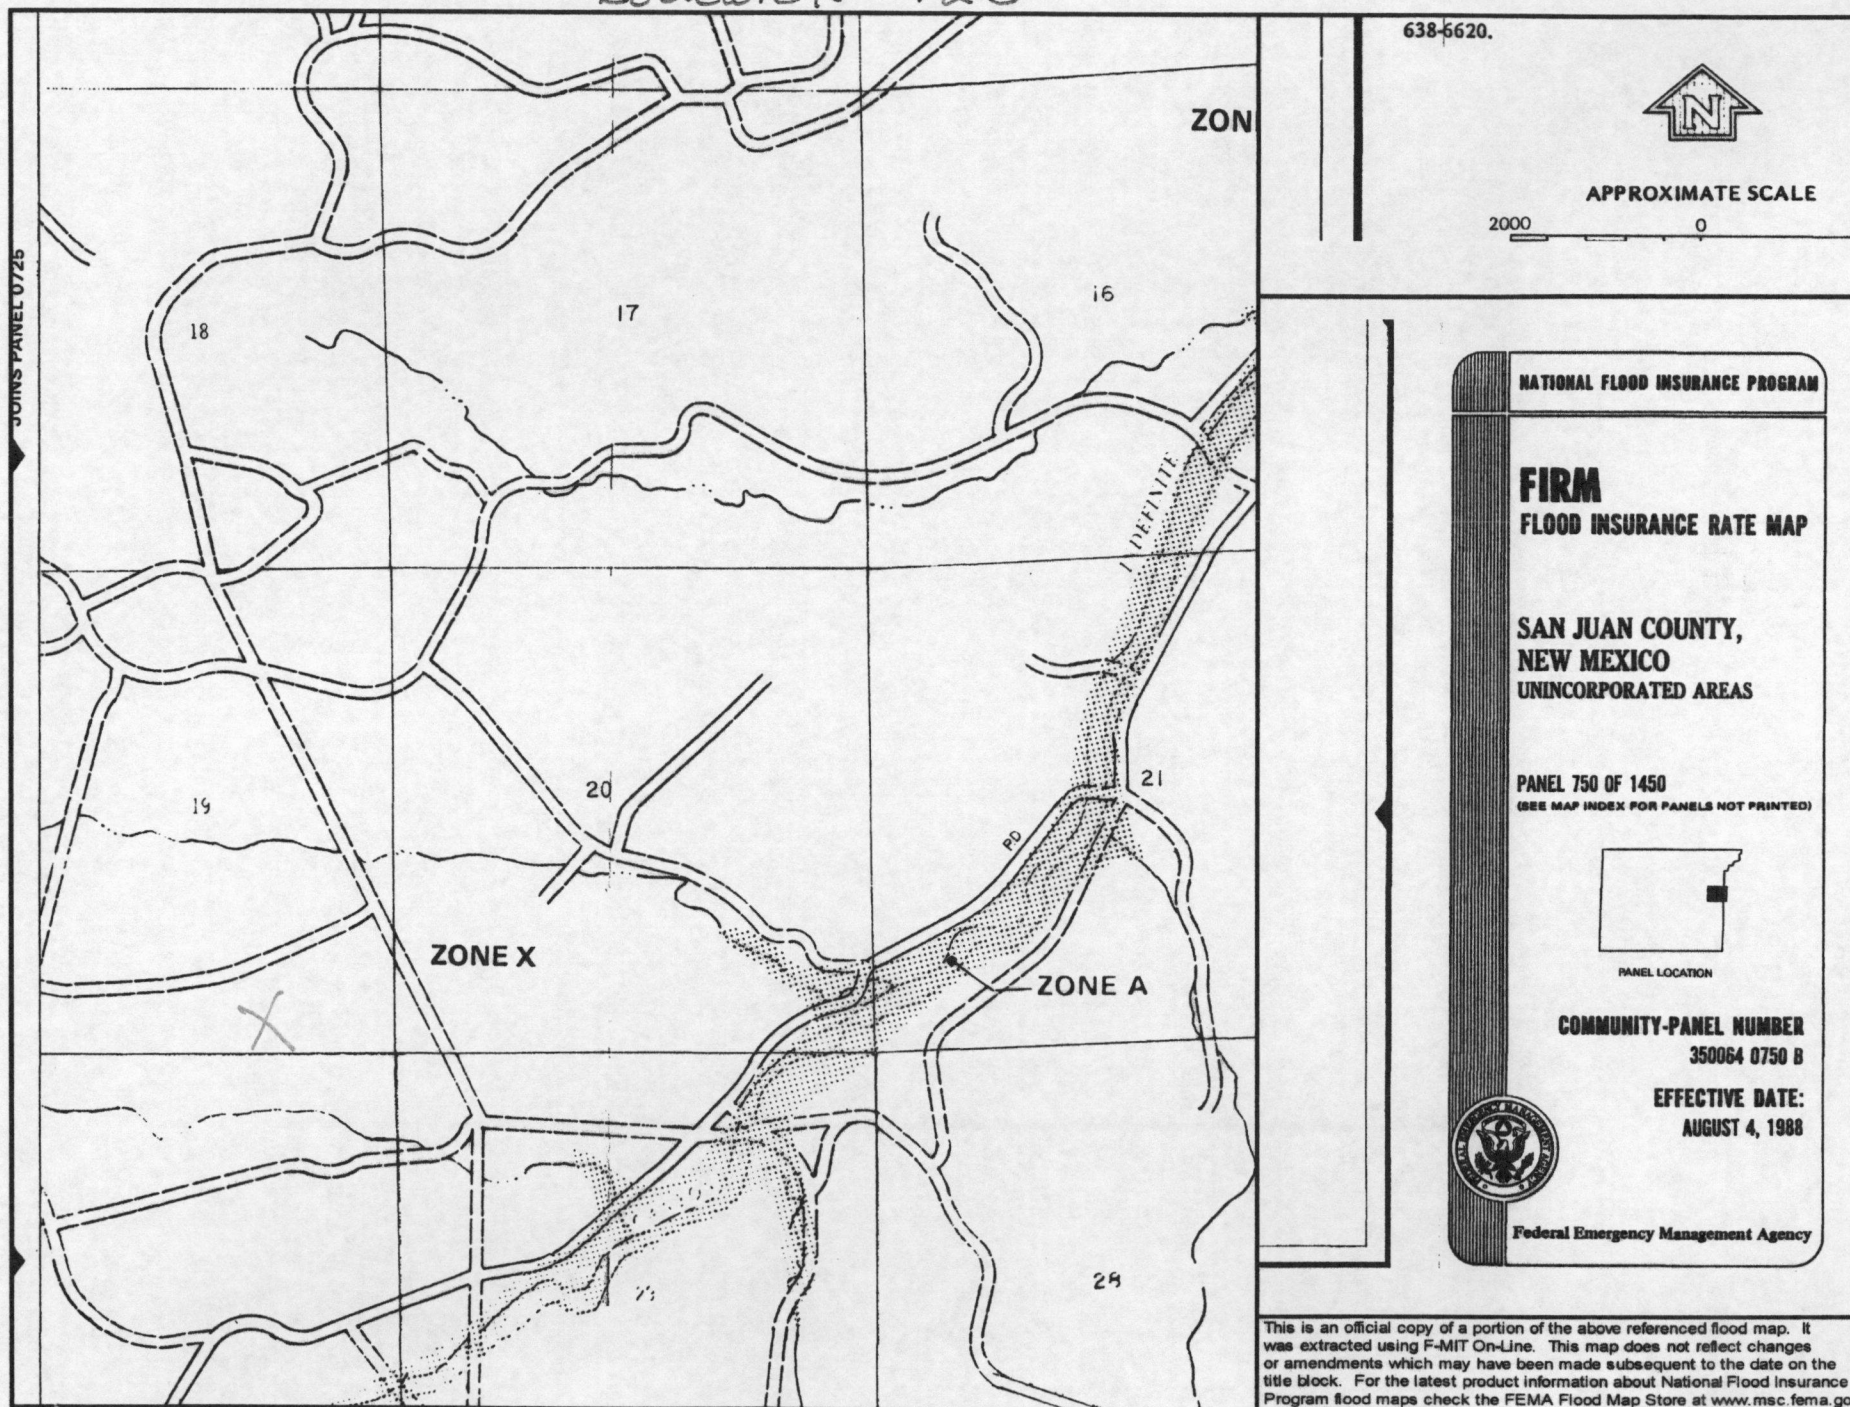 638-6620.
N
APPROXIMATE SCALE
2000 0
JOINS PANEL 0725
ZON
18
17
16
19
20
21
ZONE X
ZONE A
28
NATIONAL FLOOD INSURANCE PROGRAM
FIRM
FLOOD INSURANCE RATE MAP
SAN JUAN COUNTY,
NEW MEXICO
UNINCORPORATED AREAS
PANEL 750 OF 1450
(SEE MAP INDEX FOR PANELS NOT PRINTED)
PANEL LOCATION
COMMUNITY-PANEL NUMBER
350064 0750 B
EFFECTIVE DATE:
AUGUST 4, 1988
FEDERAL EMERGENCY MANAGEMENT AGENCY
Federal Emergency Management Agency
This is an official copy of a portion of the above referenced flood map. It
was extracted using F-MIT On-Line. This map does not reflect changes
or amendments which may have been made subsequent to the date on the
title block. For the latest product information about National Flood Insurance
Program flood maps check the FEMA Flood Map Store at www.msc.fema.go